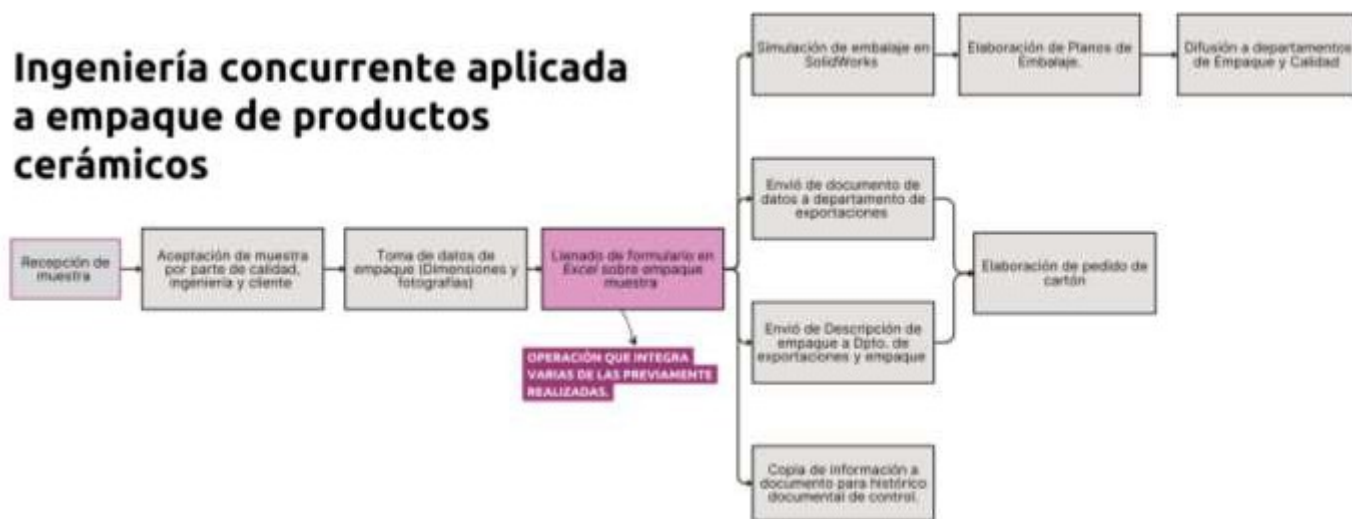 Ingeniería concurrente aplicada
a empaque de productos
cerámicos
Recepción de
muestra
Aceptación de muestra
por parte de calidad,
ingeniería y cliente
Toma de datos de
empaque (Dimensiones y
fotografías)
Llenado de formulario en
Excel sobre empaque
muestra
OPERACIÓN QUE INTEGRA
VARIAS DE LAS PREVIAMENTE
REALIZADAS.
Simulación de embalaje en
SolidWorks
Elaboración de Planos de
Embalaje.
Difusión a departamentos
de Empaque y Calidad
Envió de documento de
datos a departamento de
exportaciones
Envió de Descripción de
empaque a Dpto. de
exportaciones y empaque
Elaboración de pedido de
cartón
Copia de información a
documento para histórico
documental de control.